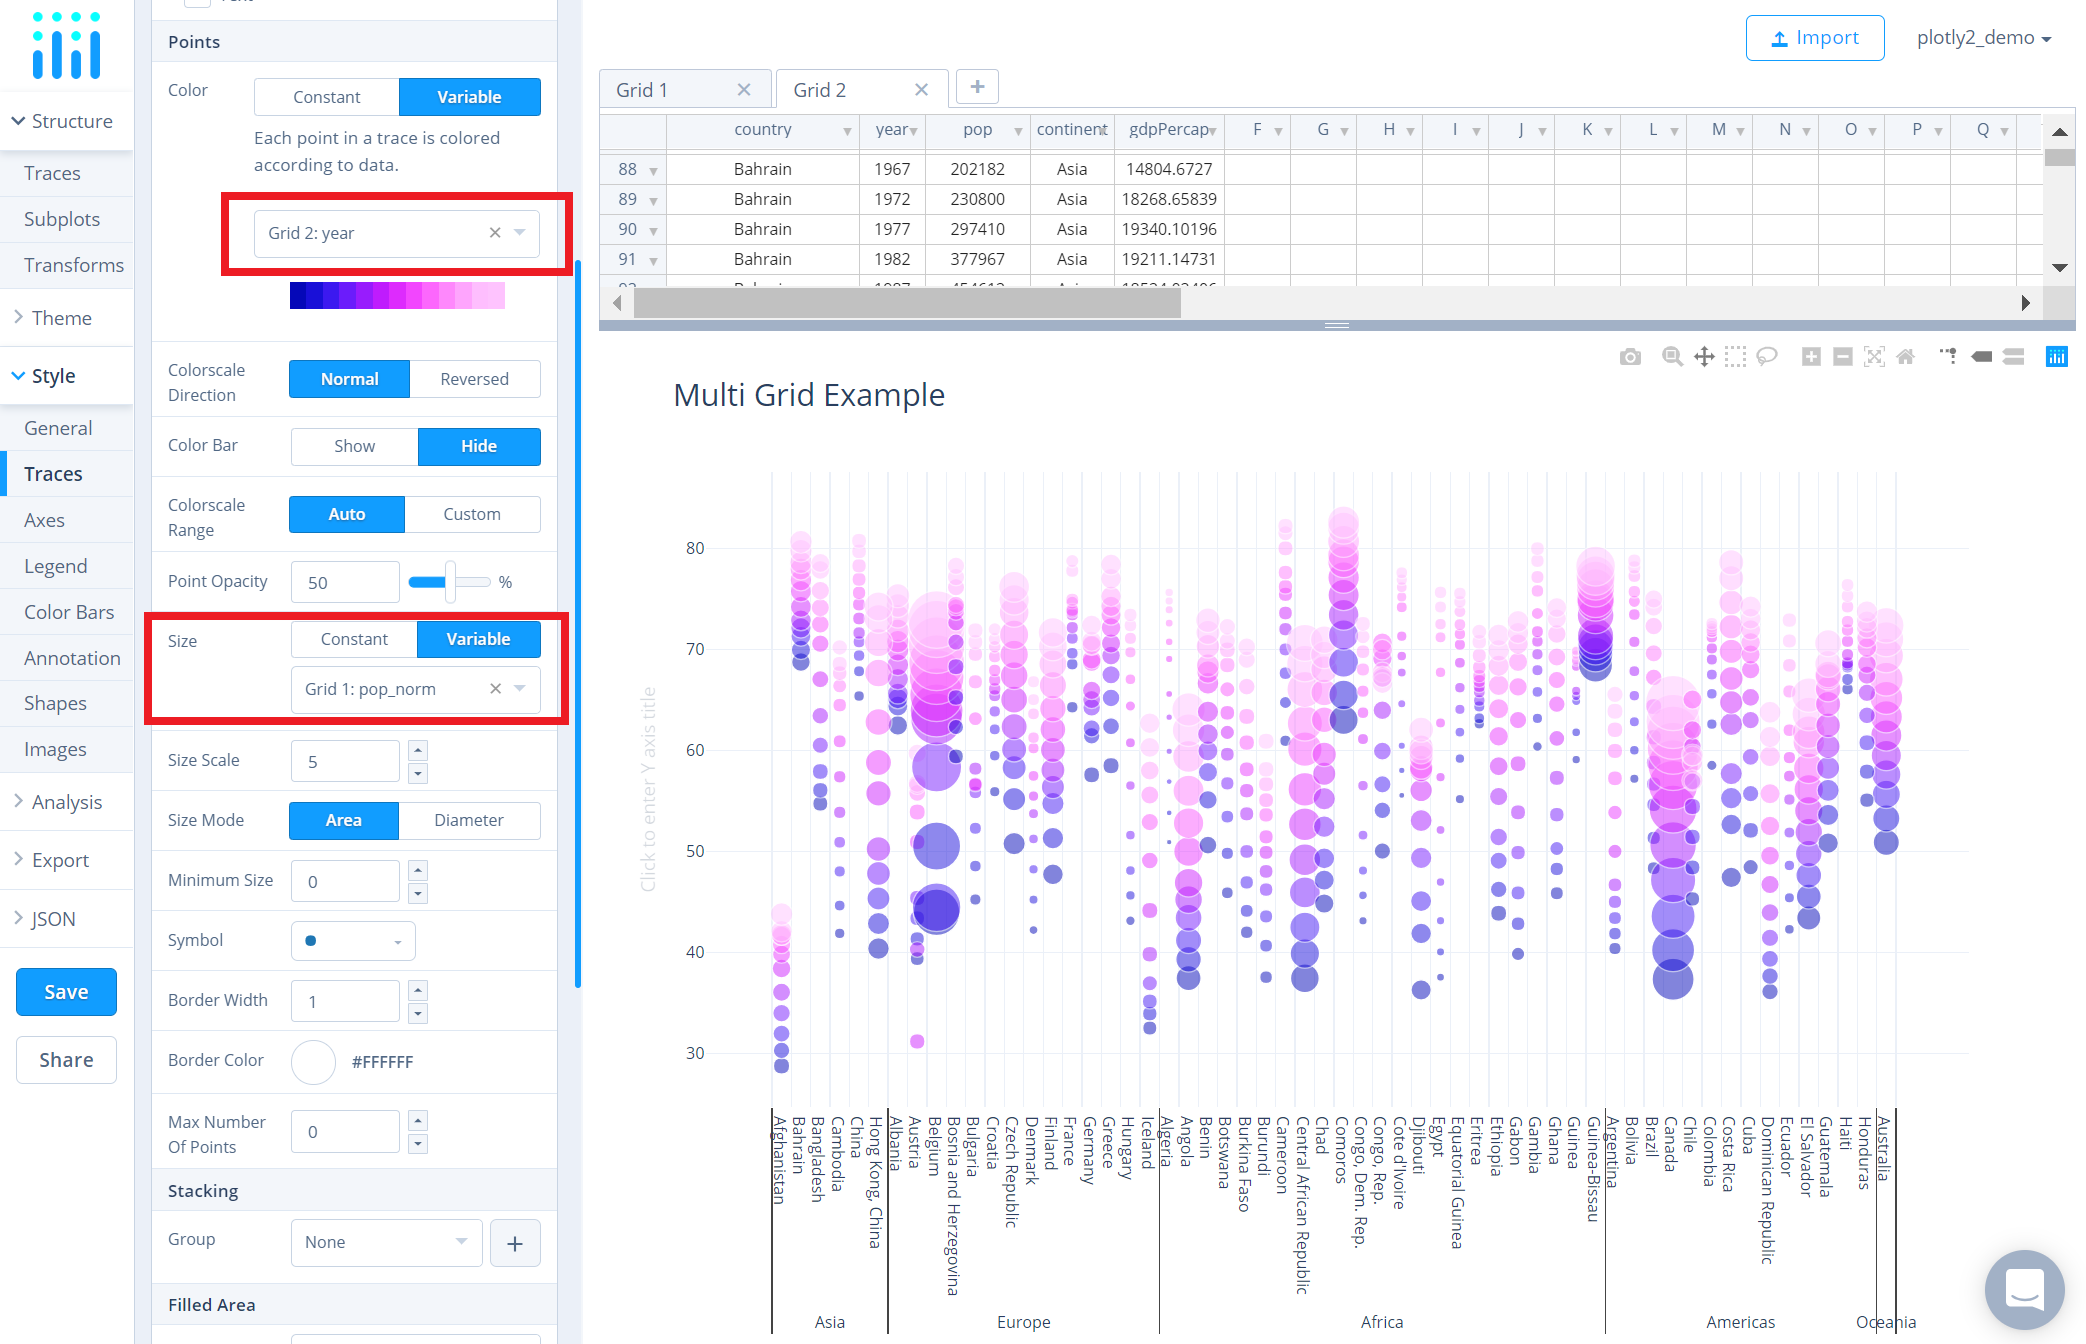 Structure
Traces
Subplots
Transforms
Theme
Style
General
Traces
Axes
Legend
Color Bars
Annotation
Shapes
Images
Analysis
Export
JSON
Save
Share
Points
Color
Constant
Variable
Each point in a trace is colored
according to data.
Grid 2: year
Colorscale
Direction
Normal
Reversed
Color Bar
Show
Hide
Colorscale
Range
Auto
Custom
Point Opacity
50
%
Size
Constant
Variable
Grid 1: pop_norm
Size Scale
5
Size Mode
Area
Diameter
Minimum Size
0
Symbol
Border Width
1
Border Color
#FFFFFF
Max Number
Of Points
0
Stacking
Group
None
+
Filled Area
Import
plotly2_demo
Grid 1
Grid 2
+
country year pop continent gdpPercap F G H I J K L M N O P Q
88 Bahrain 1967 202182 Asia 14804.6727
89 Bahrain 1972 230800 Asia 18268.65839
90 Bahrain 1977 297410 Asia 19340.10196
91 Bahrain 1982 377967 Asia 19211.14731
Multi Grid Example
Click to enter Y axis title
80
70
60
50
40
30
Afghanistan
Bahrain
Bangladesh
Cambodia
China
Hong Kong, China
Albania
Austria
Belgium
Bosnia and Herzegovina
Bulgaria
Croatia
Czech Republic
Denmark
Finland
France
Germany
Greece
Hungary
Iceland
Algeria
Angola
Benin
Botswana
Burkina Faso
Burundi
Cameroon
Central African Republic
Chad
Comoros
Congo, Dem. Rep.
Congo, Rep.
Cote d'Ivoire
Djibouti
Egypt
Equatorial Guinea
Eritrea
Ethiopia
Gabon
Gambia
Ghana
Guinea
Guinea-Bissau
Argentina
Bolivia
Brazil
Canada
Chile
Colombia
Costa Rica
Cuba
Dominican Republic
Ecuador
El Salvador
Guatemala
Haiti
Honduras
Australia
Asia
Europe
Africa
Americas
Oceania